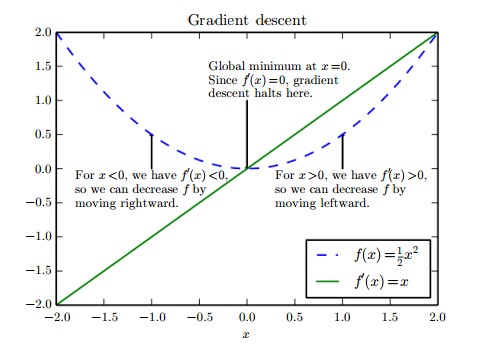 Gradient descent
2.0
1.5
1.0
0.5
0.0
−0.5
−1.0
−1.5
−2.0
Global minimum at x=0.
Since f′(x)=0, gradient
descent halts here.
For x<0, we have f′(x)<0,
so we can decrease f by
moving rightward.
For x>0, we have f′(x)>0,
so we can decrease f by
moving leftward.
f(x)=½x²
f′(x)=x
−2.0 −1.5 −1.0 −0.5 0.0 0.5 1.0 1.5 2.0
x